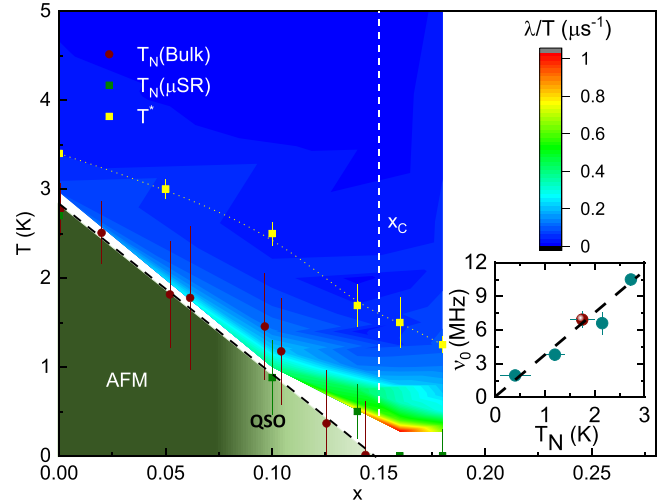 5
4
3
2
1
0
T (K)
0.00
0.05
0.10
0.15
0.20
0.25
x
T_N(Bulk)
T_N(μSR)
T*
x_C
AFM
QSO
λ/T (μs⁻¹)
1
0.8
0.6
0.4
0.2
0
12
9
6
3
0
ν₀ (MHz)
0
1
2
3
T_N (K)